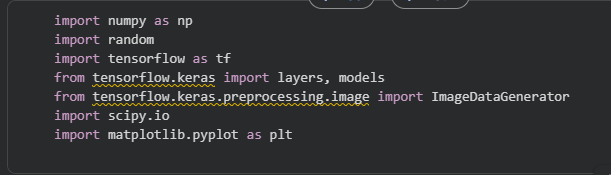 import numpy as np
import random
import tensorflow as tf
from tensorflow.keras import layers, models
from tensorflow.keras.preprocessing.image import ImageDataGenerator
import scipy.io
import matplotlib.pyplot as plt